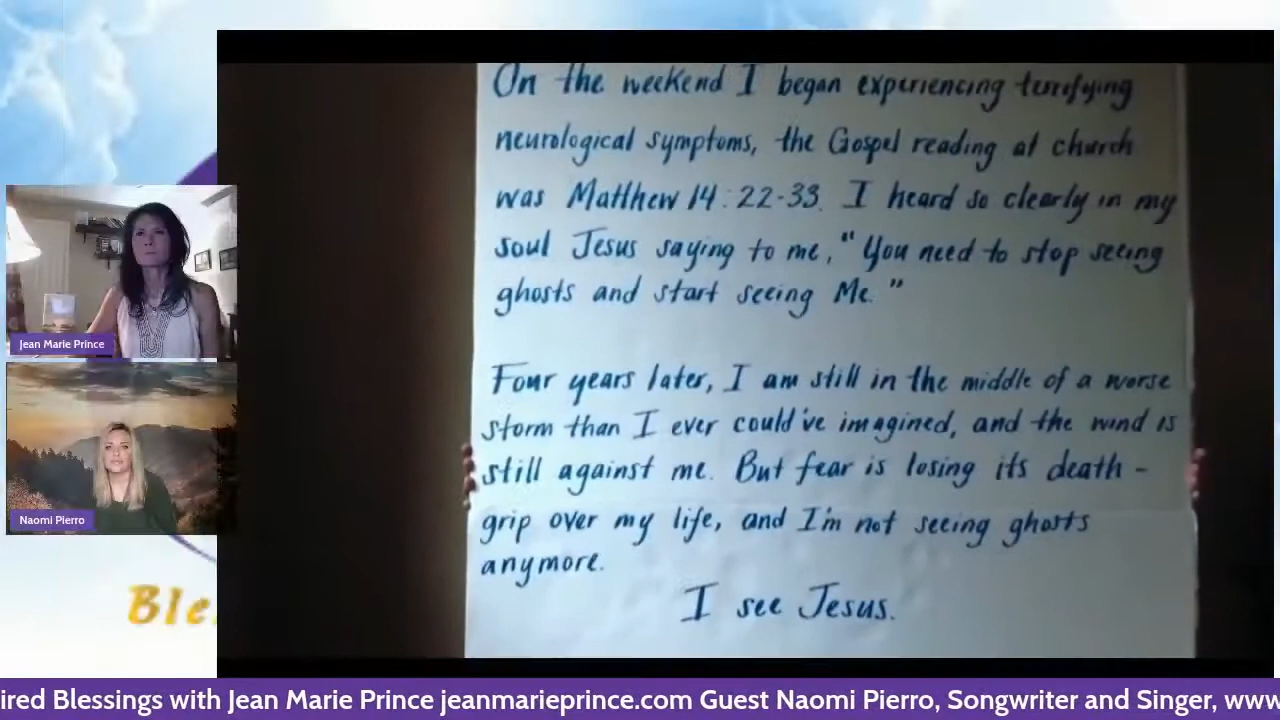 On the weekend I began experiencing terrifying
neurological symptoms, the Gospel reading at church
was Matthew 14:22-33. I heard so clearly in my
soul Jesus saying to me, "You need to stop seeing
ghosts and start seeing Me."
Four years later, I am still in the middle of a worse
storm than I ever could've imagined, and the wind is
still against me. But fear is losing its death-
grip over my life, and I'm not seeing ghosts
anymore.
I see Jesus.
Jean Marie Prince
Naomi Pierro
Ble
ired Blessings with Jean Marie Prince jeanmarieprince.com Guest Naomi Pierro, Songwriter and Singer, www